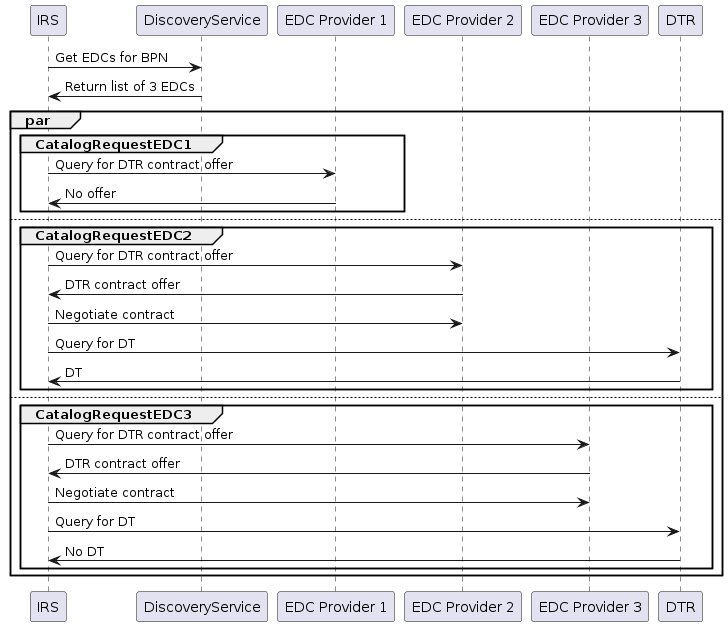 IRS DiscoveryService EDC Provider 1 EDC Provider 2 EDC Provider 3 DTR
Get EDCs for BPN
Return list of 3 EDCs
par
CatalogRequestEDC1
Query for DTR contract offer
No offer
CatalogRequestEDC2
Query for DTR contract offer
DTR contract offer
Negotiate contract
Query for DT
DT
CatalogRequestEDC3
Query for DTR contract offer
DTR contract offer
Negotiate contract
Query for DT
No DT
IRS DiscoveryService EDC Provider 1 EDC Provider 2 EDC Provider 3 DTR